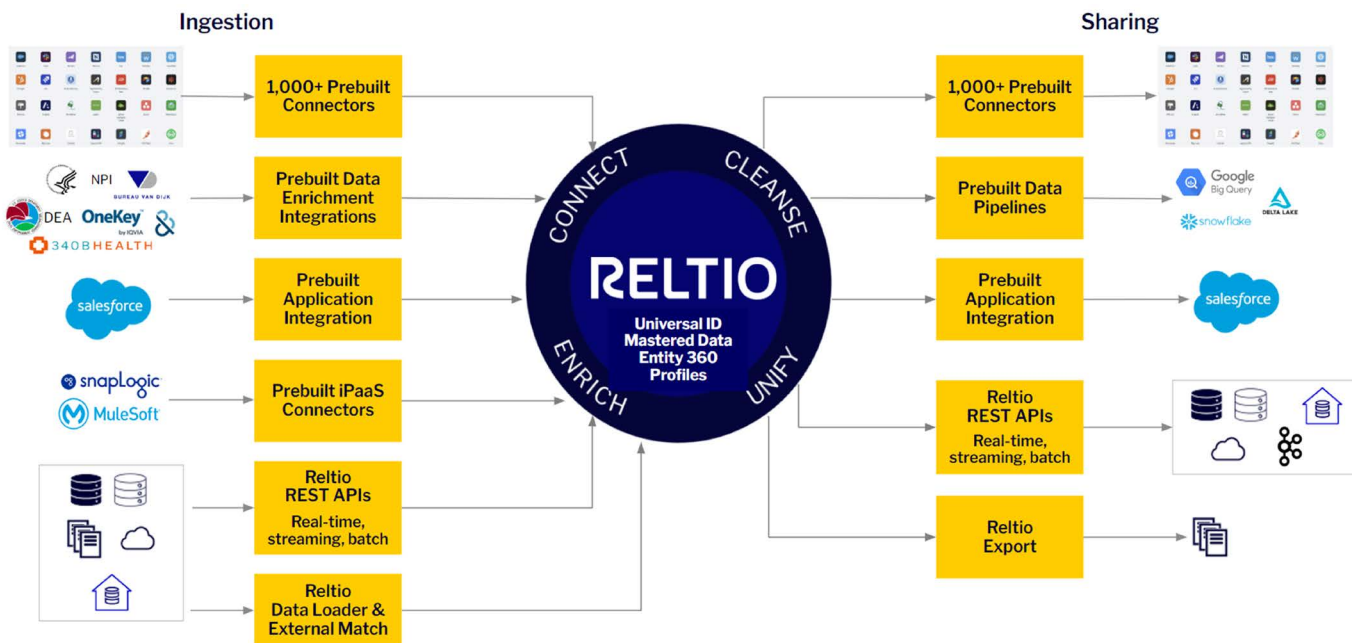 Ingestion
Sharing
1,000+ Prebuilt
Connectors
NPI
BUREAU VAN DIJK
DEA
OneKey™
by IQVIA
340BHEALTH
Prebuilt Data
Enrichment
Integrations
salesforce
Prebuilt
Application
Integration
snapLogic
MuleSoft
Prebuilt iPaaS
Connectors
Reltio
REST APIs
Real-time,
streaming, batch
Reltio
Data Loader &
External Match
CONNECT
CLEANSE
RELTIO
Universal ID
Mastered Data
Entity 360
Profiles
ENRICH
UNIFY
1,000+ Prebuilt
Connectors
Prebuilt Data
Pipelines
Google
Big Query
DELTA LAKE
snowflake
Prebuilt
Application
Integration
salesforce
Reltio
REST APIs
Real-time,
streaming, batch
Reltio
Export